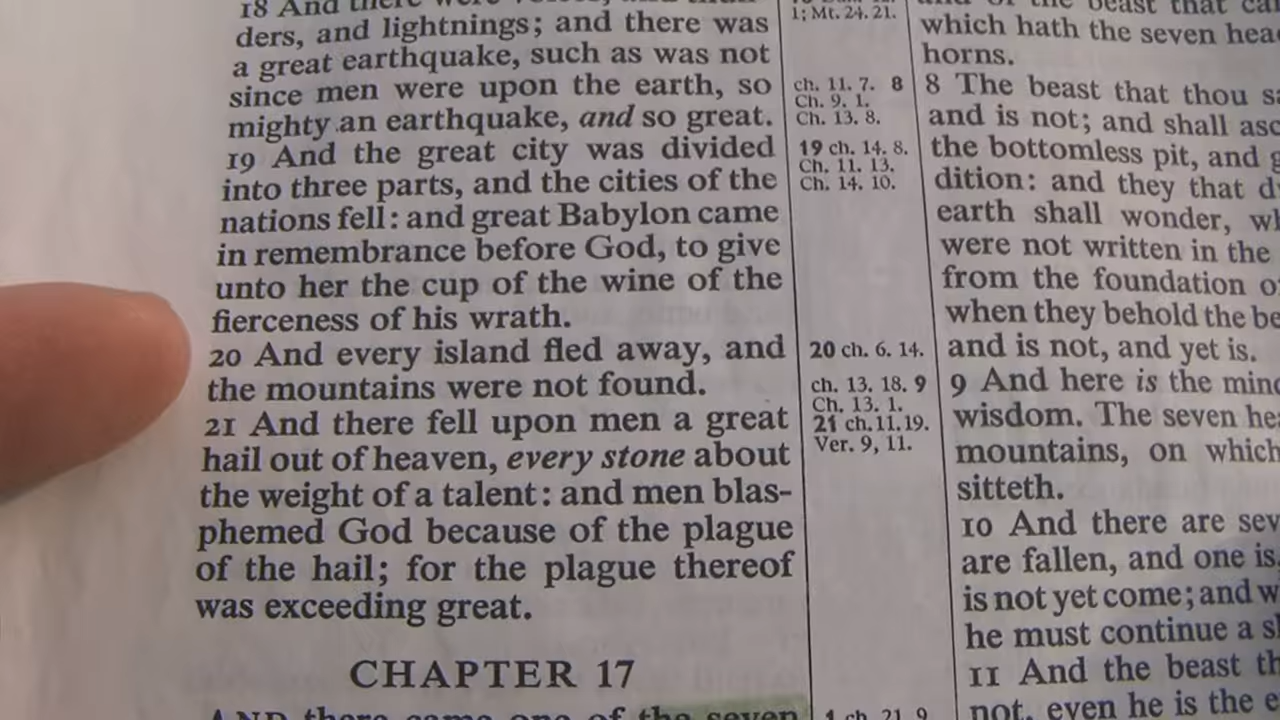 18 And there were
ders, and lightnings; and there was
a great earthquake, such as was not
since men were upon the earth, so
mighty an earthquake, and so great.
19 And the great city was divided
into three parts, and the cities of the
nations fell: and great Babylon came
in remembrance before God, to give
unto her the cup of the wine of the
fierceness of his wrath.
20 And every island fled away, and
the mountains were not found.
21 And there fell upon men a great
hail out of heaven, every stone about
the weight of a talent: and men blas-
phemed God because of the plague
of the hail; for the plague thereof
was exceeding great.
CHAPTER 17
AND there came one of the seven
1; Mt. 24. 21.
ch. 11. 7. 8
Ch. 9. 1.
Ch. 13. 8.
19 ch. 14. 8.
Ch. 11. 13.
Ch. 14. 10.
20 ch. 6. 14.
ch. 13. 18. 9
Ch. 13. 1.
21 ch. 11. 19.
Ver. 9, 11.
1 ch. 21. 9
the beast that
which hath the seven hea
horns.
8 The beast that thou sa
and is not; and shall asc
the bottomless pit, and g
dition: and they that d
earth shall wonder, wh
were not written in the
from the foundation o
when they behold the be
and is not, and yet is.
9 And here is the mind
wisdom. The seven hea
mountains, on which
sitteth.
10 And there are sev
are fallen, and one is,
is not yet come; and w
he must continue a s
11 And the beast th
not, even he is the e